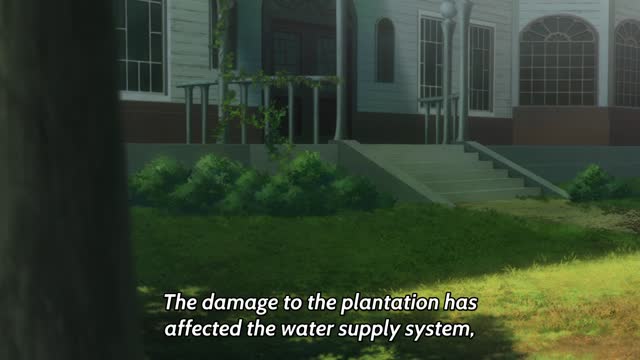 The damage to the plantation has
affected the water supply system,